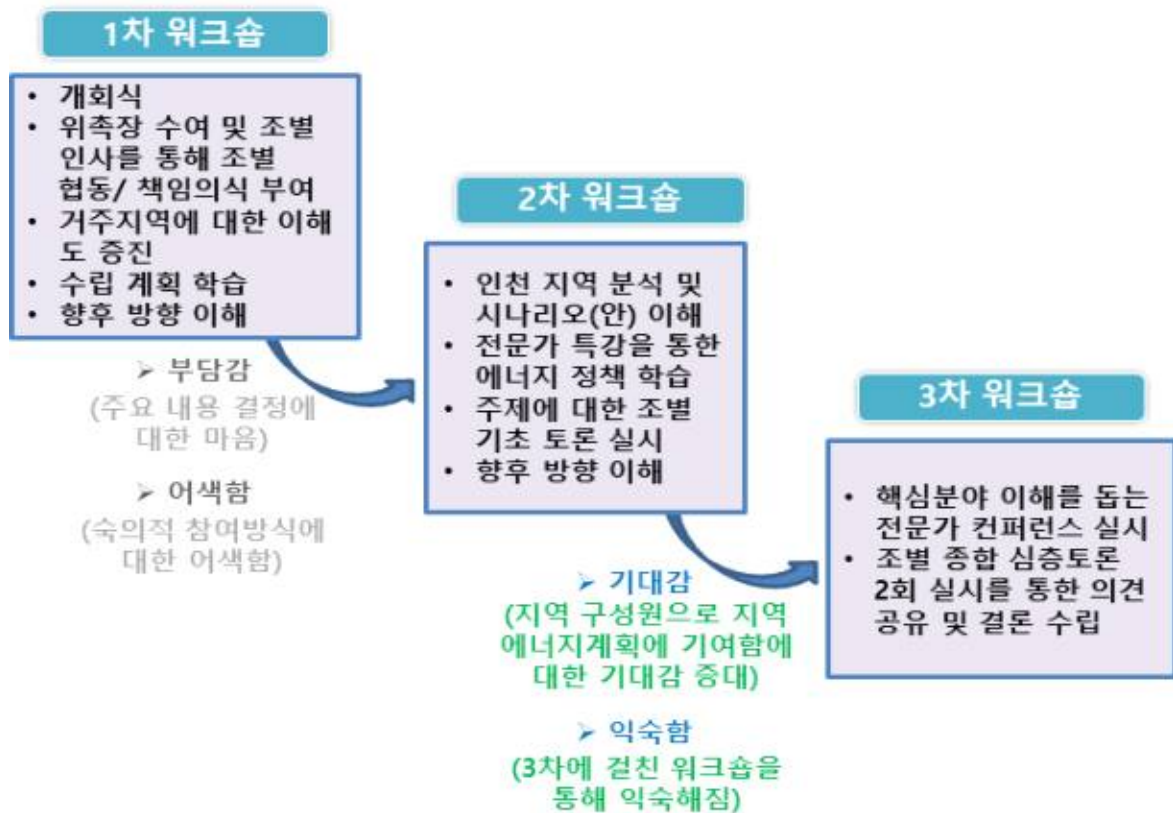 1차 워크숍
• 개회식
• 위촉장 수여 및 조별
인사를 통해 조별
협동/ 책임의식 부여
• 거주지역에 대한 이해
도 증진
• 수립 계획 학습
• 향후 방향 이해
➢ 부담감
(주요 내용 결정에
대한 마음)
➢ 어색함
(숙의적 참여방식에
대한 어색함)
2차 워크숍
• 인천 지역 분석 및
시나리오(안) 이해
• 전문가 특강을 통한
에너지 정책 학습
• 주제에 대한 조별
기초 토론 실시
• 향후 방향 이해
➢ 기대감
(지역 구성원으로 지역
에너지계획에 기여함에
대한 기대감 증대)
➢ 익숙함
(3차에 걸친 워크숍을
통해 익숙해짐)
3차 워크숍
• 핵심분야 이해를 돕는
전문가 컨퍼런스 실시
• 조별 종합 심층토론
2회 실시를 통한 의견
공유 및 결론 수립